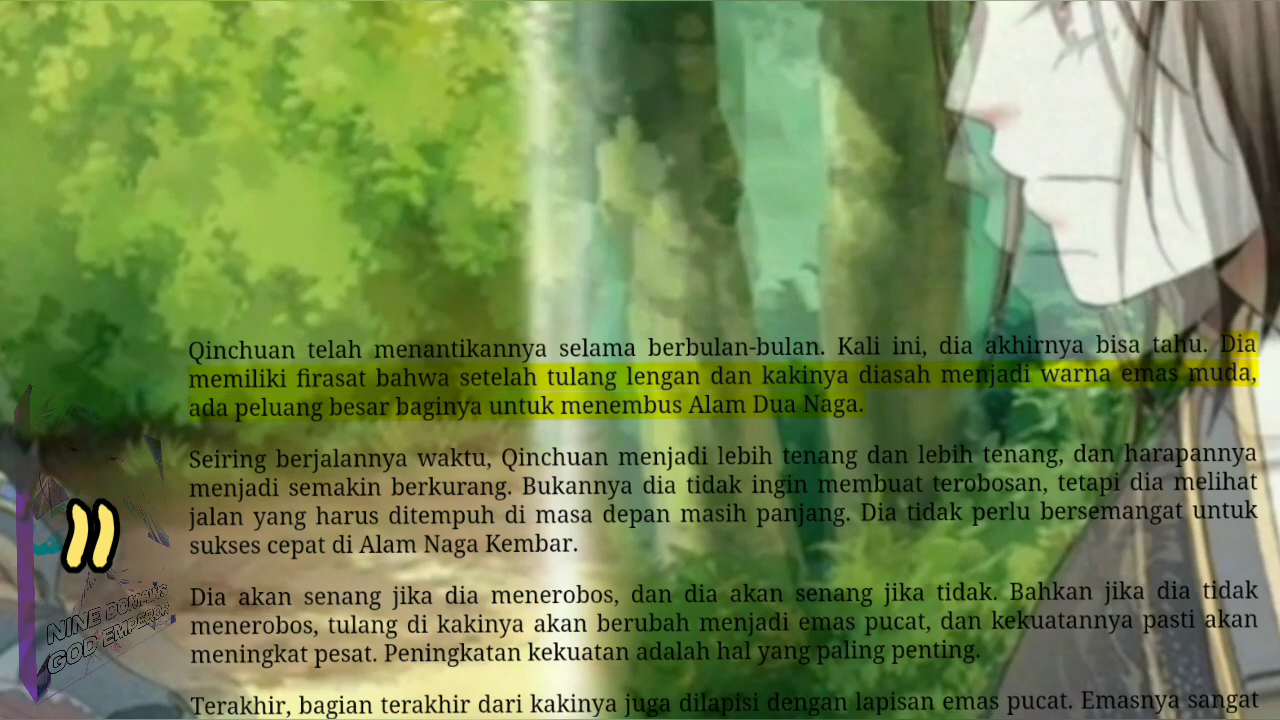 Qinchuan telah menantikannya selama berbulan-bulan. Kali ini, dia akhirnya bisa tahu. Dia
memiliki firasat bahwa setelah tulang lengan dan kakinya diasah menjadi warna emas muda,
ada peluang besar baginya untuk menembus Alam Dua Naga.
Seiring berjalannya waktu, Qinchuan menjadi lebih tenang dan lebih tenang, dan harapannya
menjadi semakin berkurang. Bukannya dia tidak ingin membuat terobosan, tetapi dia melihat
jalan yang harus ditempuh di masa depan masih panjang. Dia tidak perlu bersemangat untuk
sukses cepat di Alam Naga Kembar.
Dia akan senang jika dia menerobos, dan dia akan senang jika tidak. Bahkan jika dia tidak
menerobos, tulang di kakinya akan berubah menjadi emas pucat, dan kekuatannya pasti akan
meningkat pesat. Peningkatan kekuatan adalah hal yang paling penting.
Terakhir, bagian terakhir dari kakinya juga dilapisi dengan lapisan emas pucat. Emasnya sangat
NINE DOMAINS
GOD EMPEROR